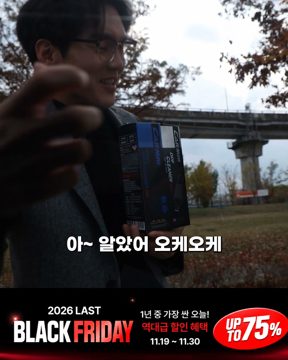 아~ 알았어 오케오케
2026 LAST
BLACK FRIDAY
1년 중 가장 싼 오늘!
역대급 할인 혜택
11.19 ~ 11.30
UP TO 75%